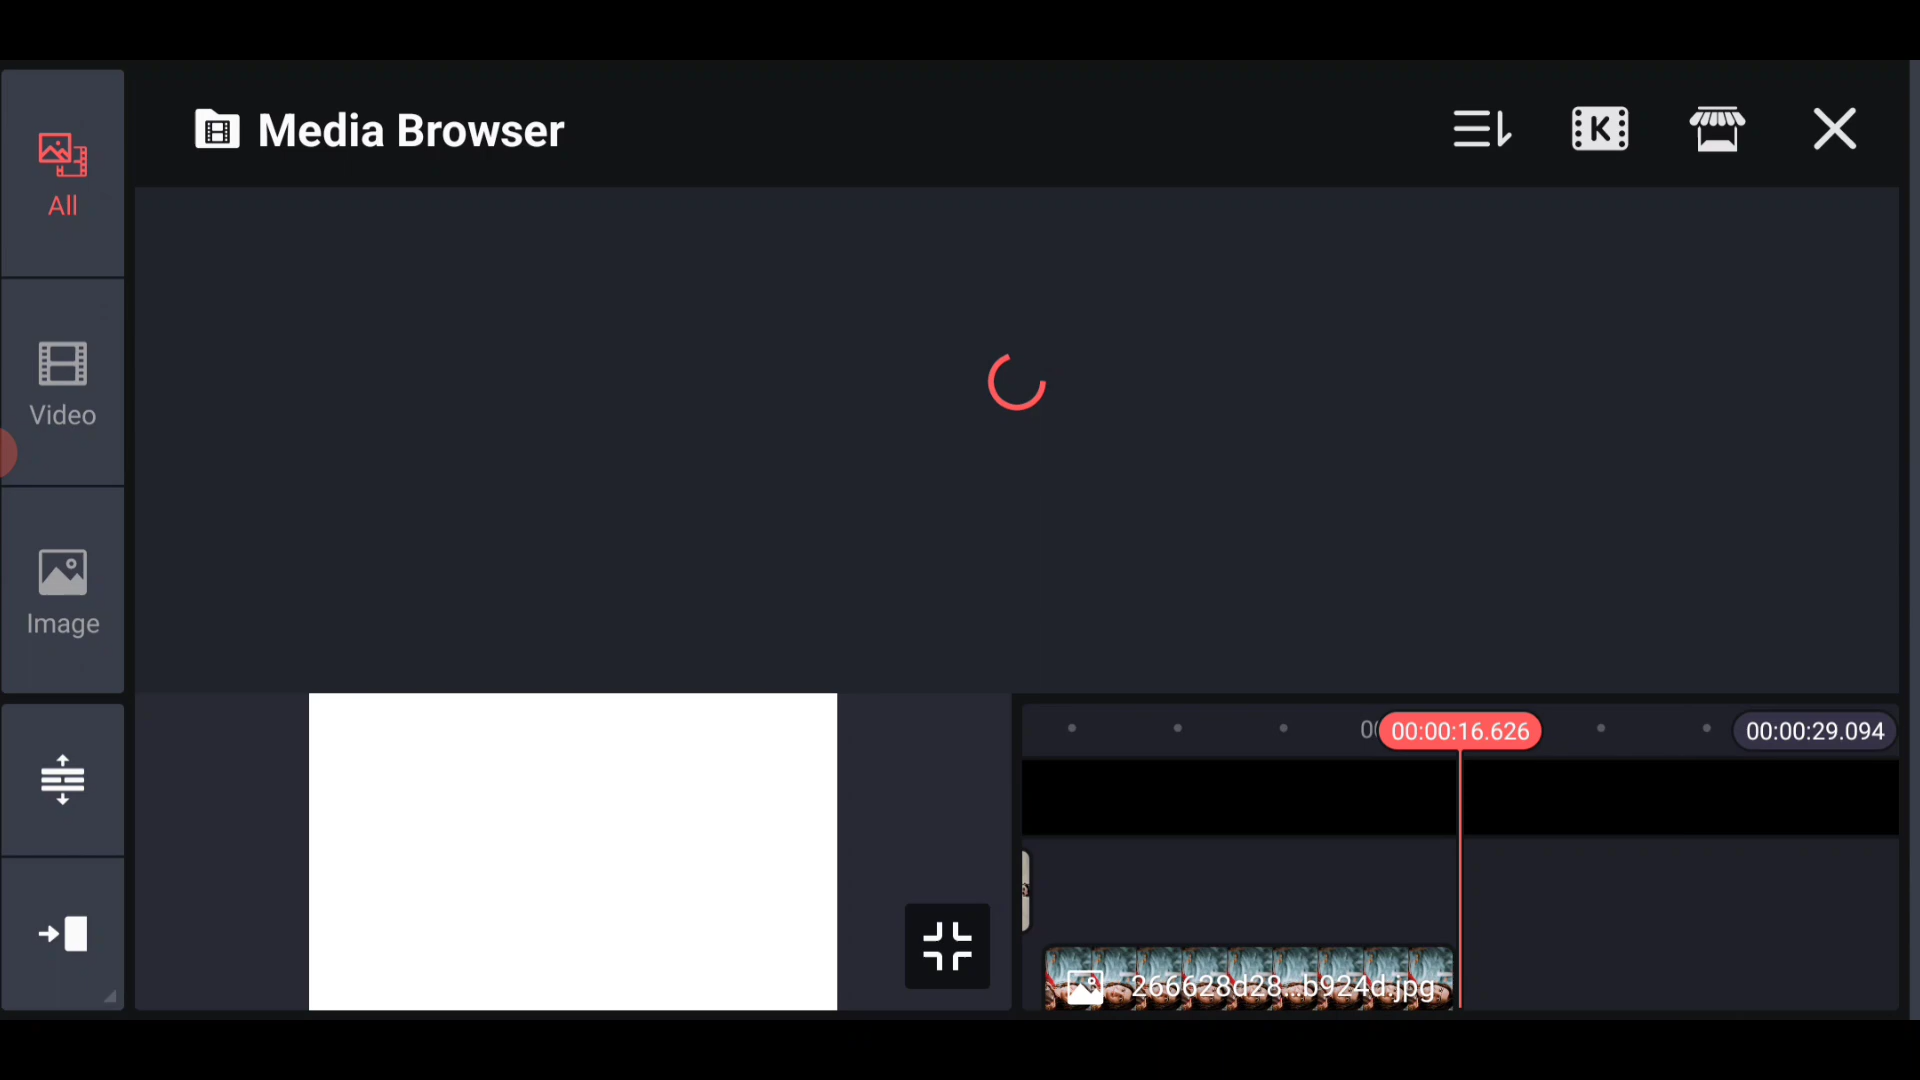 Media Browser
K
All
Video
Image
00:00:16.626
00:00:29.094
266628d28...b924d.jpg